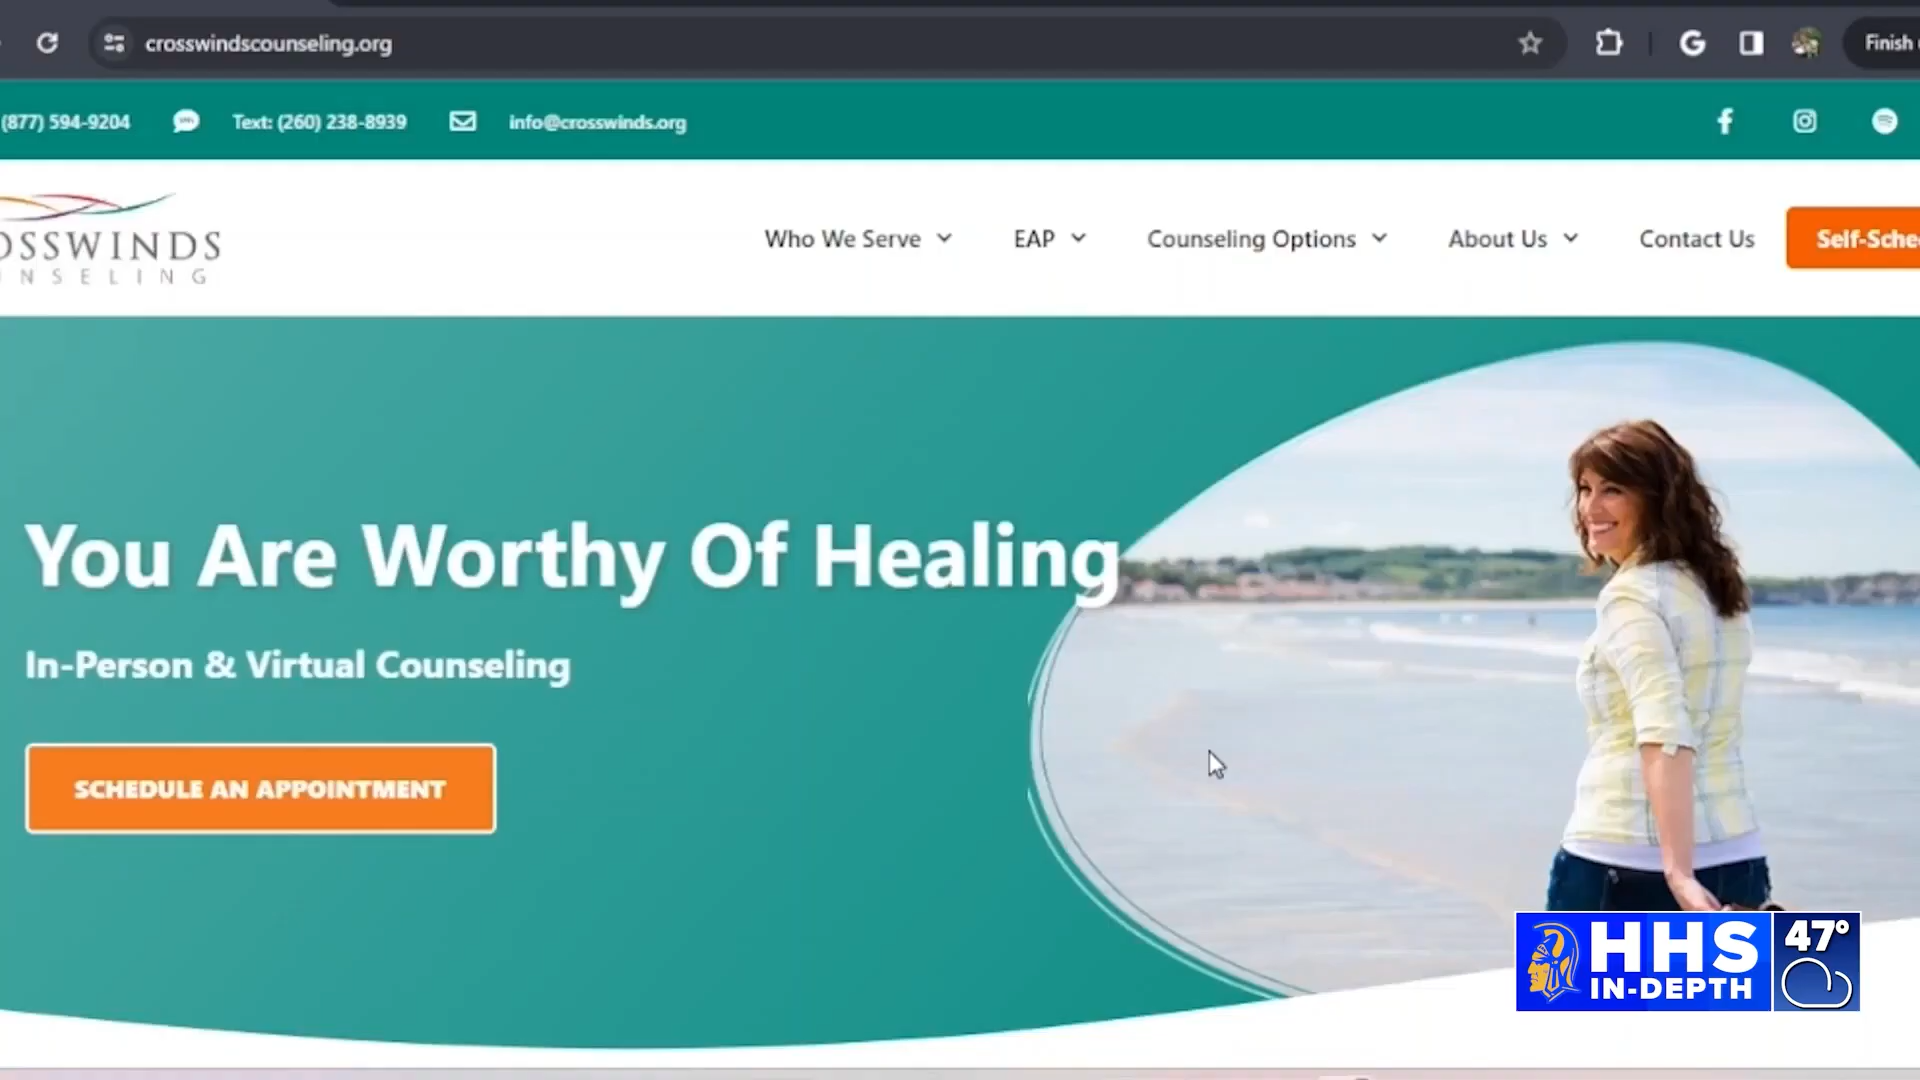 crosswindscounseling.org
Finish
(877) 594-9204
Text: (260) 238-8939
info@crosswinds.org
OSSWINDS
NSELING
Who We Serve
EAP
Counseling Options
About Us
Contact Us
Self-Sche
You Are Worthy Of Healing
In-Person & Virtual Counseling
SCHEDULE AN APPOINTMENT
HHS
IN-DEPTH
47°